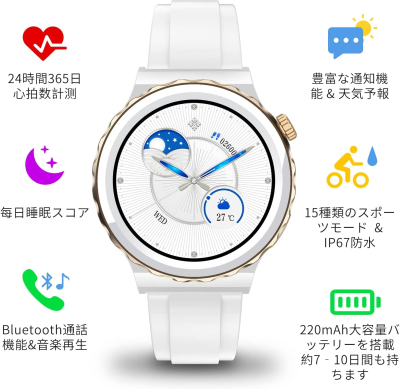 24時間365日
心拍数計測
豊富な通知機
能 & 天気予報
02600
WED
27 ℃
毎日睡眠スコア
15種類のスポー
ツモード &
IP67防水
Bluetooth通話
機能&音楽再生
220mAh大容量バ
ッテリーを搭載
約7‐10日間も持
ちます